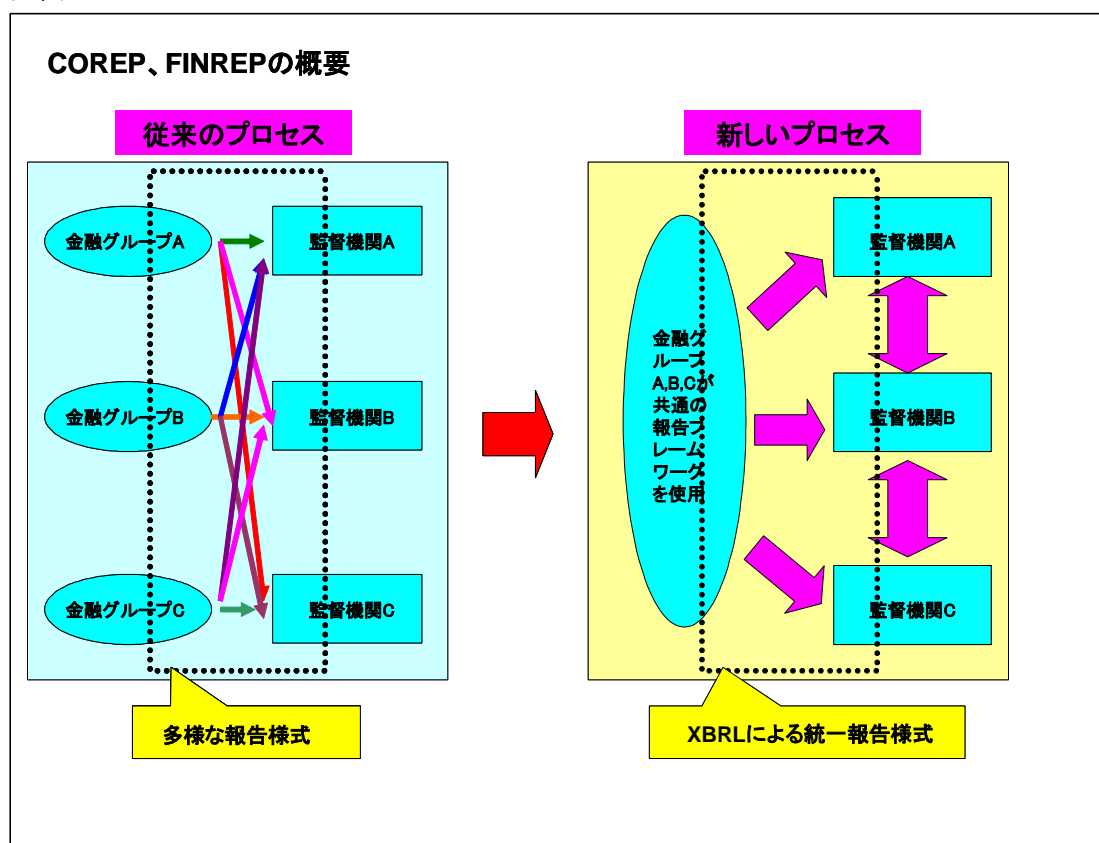 COREP、FINREPの概要
従来のプロセス
金融グループA
監督機関A
金融グループB
監督機関B
金融グループC
監督機関C
多様な報告様式
新しいプロセス
金融グ
ループ
A,B,Cが
共通の
報告フ
レーム
ワーク
を使用
監督機関A
監督機関B
監督機関C
XBRLによる統一報告様式